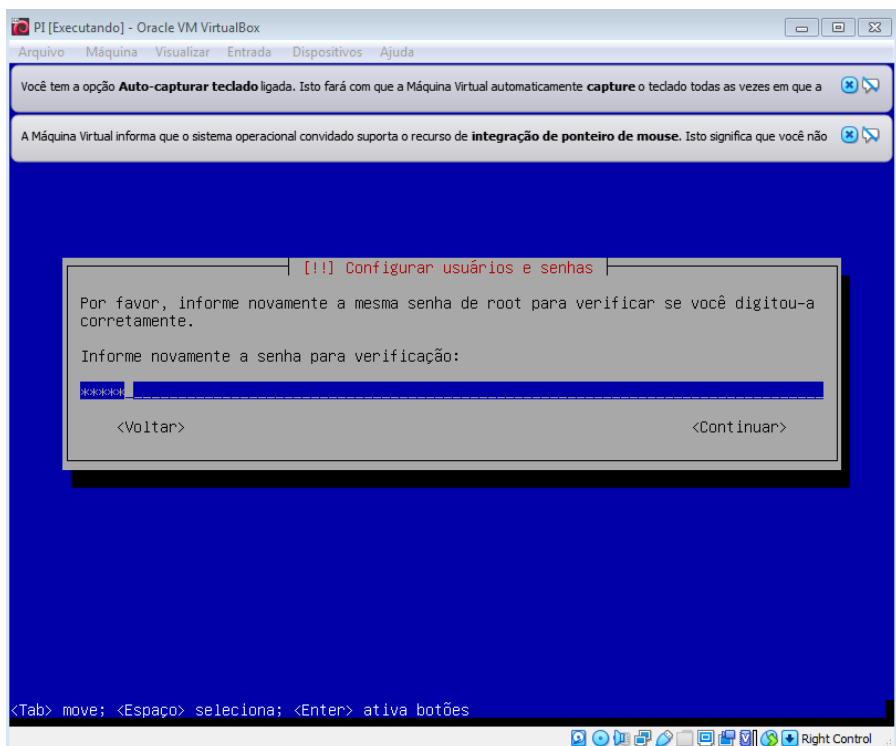 PI [Executando] - Oracle VM VirtualBox
Arquivo Máquina Visualizar Entrada Dispositivos Ajuda
Você tem a opção Auto-capturar teclado ligada. Isto fará com que a Máquina Virtual automaticamente capture o teclado todas as vezes em que a
A Máquina Virtual informa que o sistema operacional convidado suporta o recurso de integração de ponteiro de mouse. Isto significa que você não
[!!] Configurar usuários e senhas
Por favor, informe novamente a mesma senha de root para verificar se você digitou-a
corretamente.
Informe novamente a senha para verificação:
*****
<Voltar> <Continuar>
<Tab> move; <Espaço> seleciona; <Enter> ativa botões
Right Control